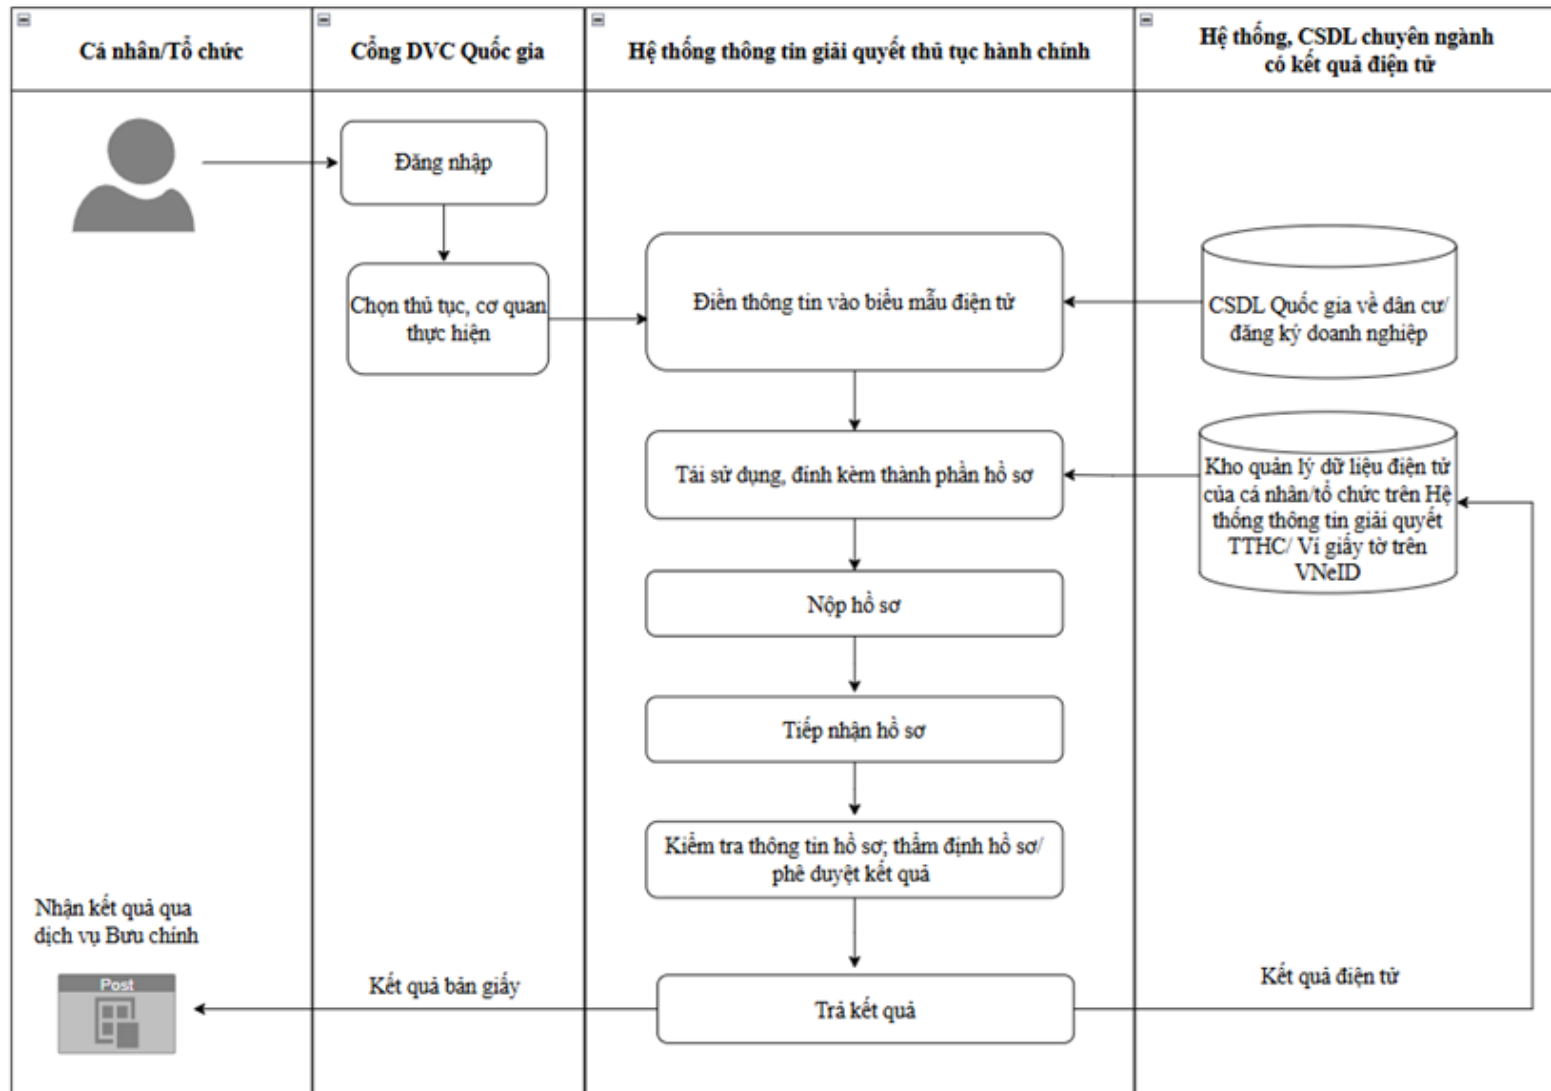 Cá nhân/Tổ chức
Cổng DVC Quốc gia
Hệ thống thông tin giải quyết thủ tục hành chính
Hệ thống, CSDL chuyên ngành
có kết quả điện tử
Đăng nhập
Chọn thủ tục, cơ quan
thực hiện
Điền thông tin vào biểu mẫu điện tử
CSDL Quốc gia về dân cư/
đăng ký doanh nghiệp
Tái sử dụng, đính kèm thành phần hồ sơ
Kho quản lý dữ liệu điện tử
của cá nhân/tổ chức trên Hệ
thống thông tin giải quyết
TTHC/ Ví giấy tờ trên
VNeID
Nộp hồ sơ
Tiếp nhận hồ sơ
Kiểm tra thông tin hồ sơ; thẩm định hồ sơ/
phê duyệt kết quả
Nhận kết quả qua
dịch vụ Bưu chính
Post
Kết quả bản giấy
Trả kết quả
Kết quả điện tử